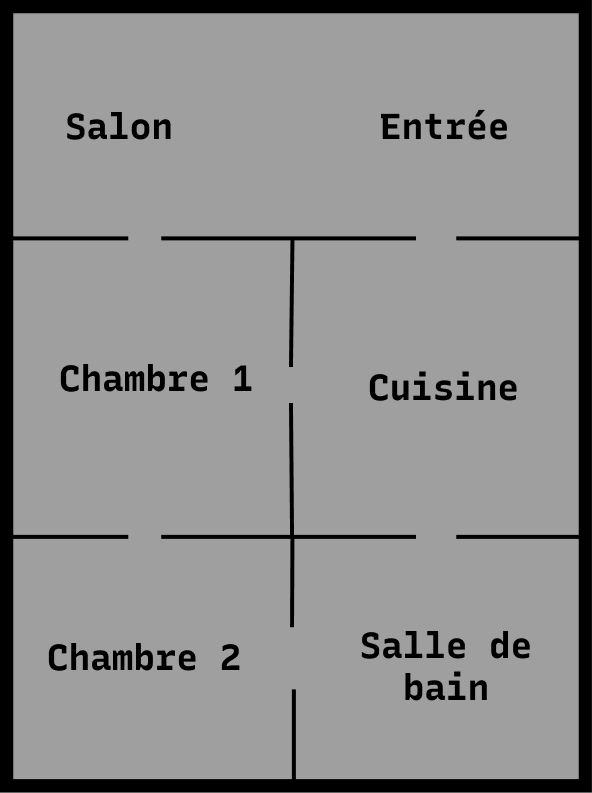 Salon
Entrée
Chambre 1
Cuisine
Chambre 2
Salle de
bain